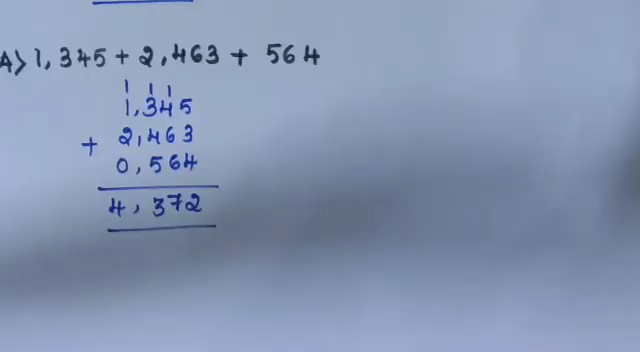 A> 1,345 + 2,463 + 564
1 1 1
1,345
+ 2,463
0,564
4,372